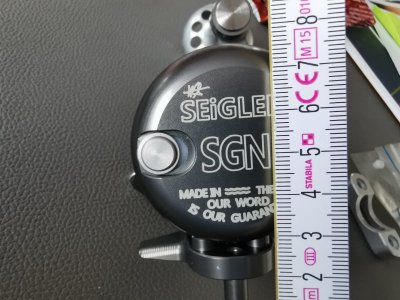 SEiGLE
SGN
MADE IN THE
OUR WORD
IS OUR GUARAN
8
7
6
5
4
3
2
M 15
CE
STABILA
m